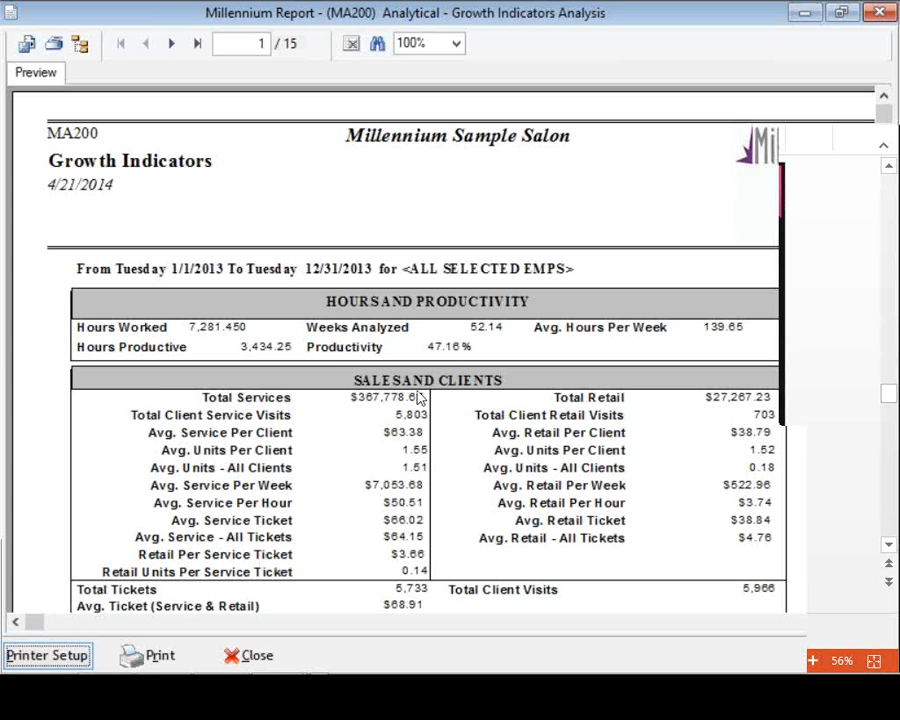 Millennium Report - (MA200) Analytical - Growth Indicators Analysis
1 / 15 100%
Preview
MA200 Millennium Sample Salon
Growth Indicators
4/21/2014
From Tuesday 1/1/2013 To Tuesday 12/31/2013 for <ALL SELECTED EMPS>
HOURS AND PRODUCTIVITY
Hours Worked 7,281.450 Weeks Analyzed 52.14 Avg. Hours Per Week 139.65
Hours Productive 3,434.25 Productivity 47.16%
SALES AND CLIENTS
Total Services Total Retail $27,267.23
Total Client Service Visits 5,803 Total Client Retail Visits 703
Avg. Service Per Client $63.38 Avg. Retail Per Client $38.79
Avg. Units Per Client 1.55 Avg. Units Per Client 1.52
Avg. Units - All Clients 1.51 Avg. Units - All Clients 0.18
Avg. Service Per Week $7,053.68 Avg. Retail Per Week $522.96
Avg. Service Per Hour $50.51 Avg. Retail Per Hour $3.74
Avg. Service Ticket $66.02 Avg. Retail Ticket $38.84
Avg. Service - All Tickets $64.15 Avg. Retail - All Tickets $4.76
Retail Per Service Ticket $3.66
Retail Units Per Service Ticket 0.14
Total Tickets 5,733 Total Client Visits 5,966
Avg. Ticket (Service & Retail) $68.91
Printer Setup Print Close
56%